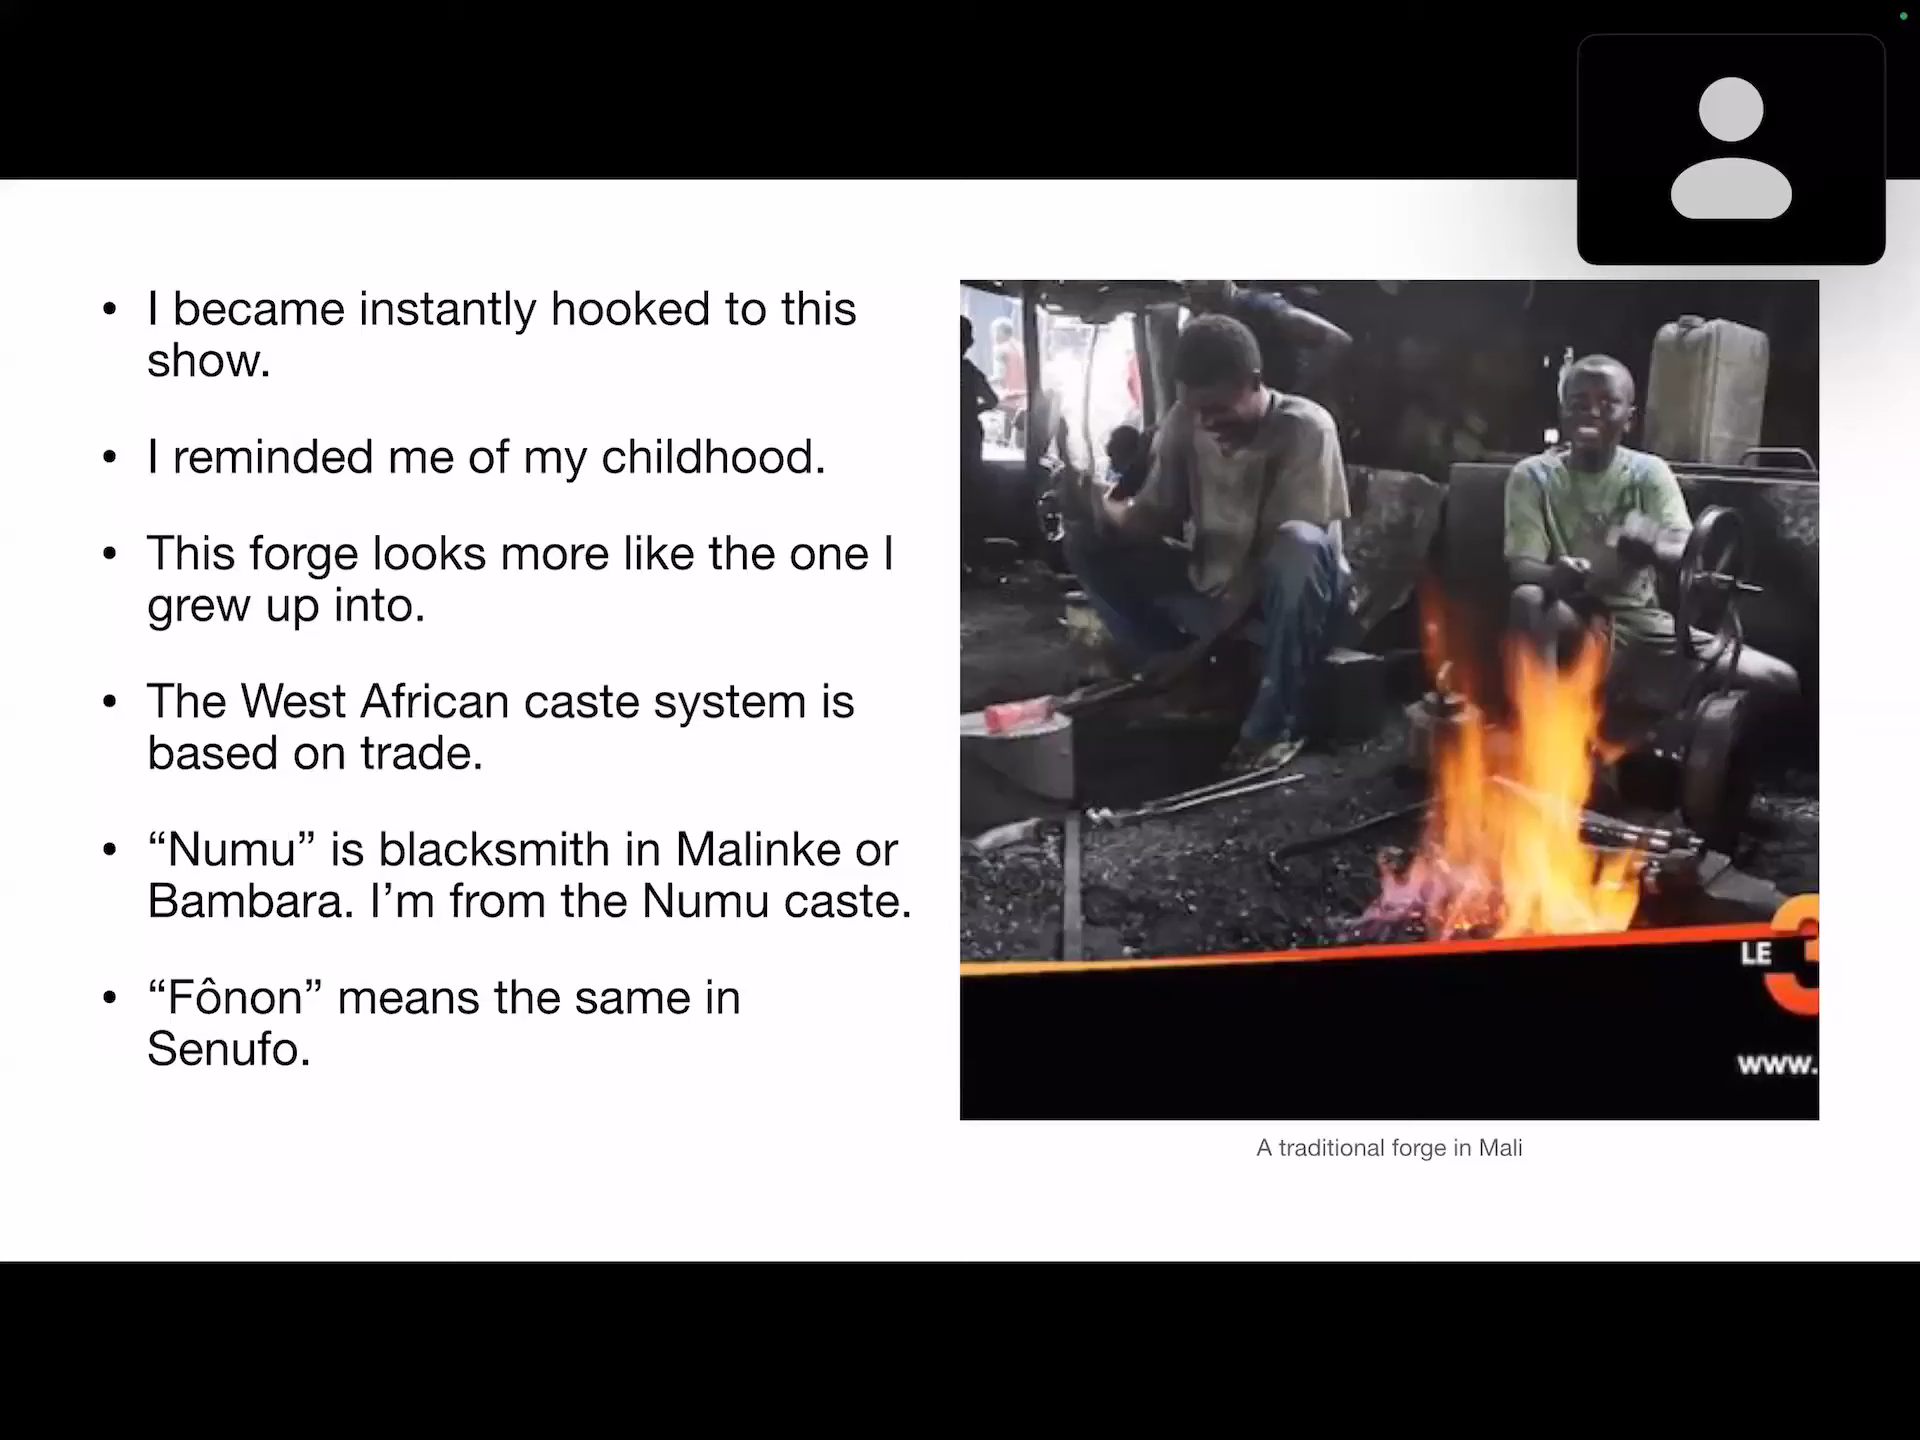 • I became instantly hooked to this
show.
• I reminded me of my childhood.
• This forge looks more like the one I
grew up into.
• The West African caste system is
based on trade.
• “Numu” is blacksmith in Malinke or
Bambara. I’m from the Numu caste.
• “Fônon” means the same in
Senufo.
LE 3
www.
A traditional forge in Mali